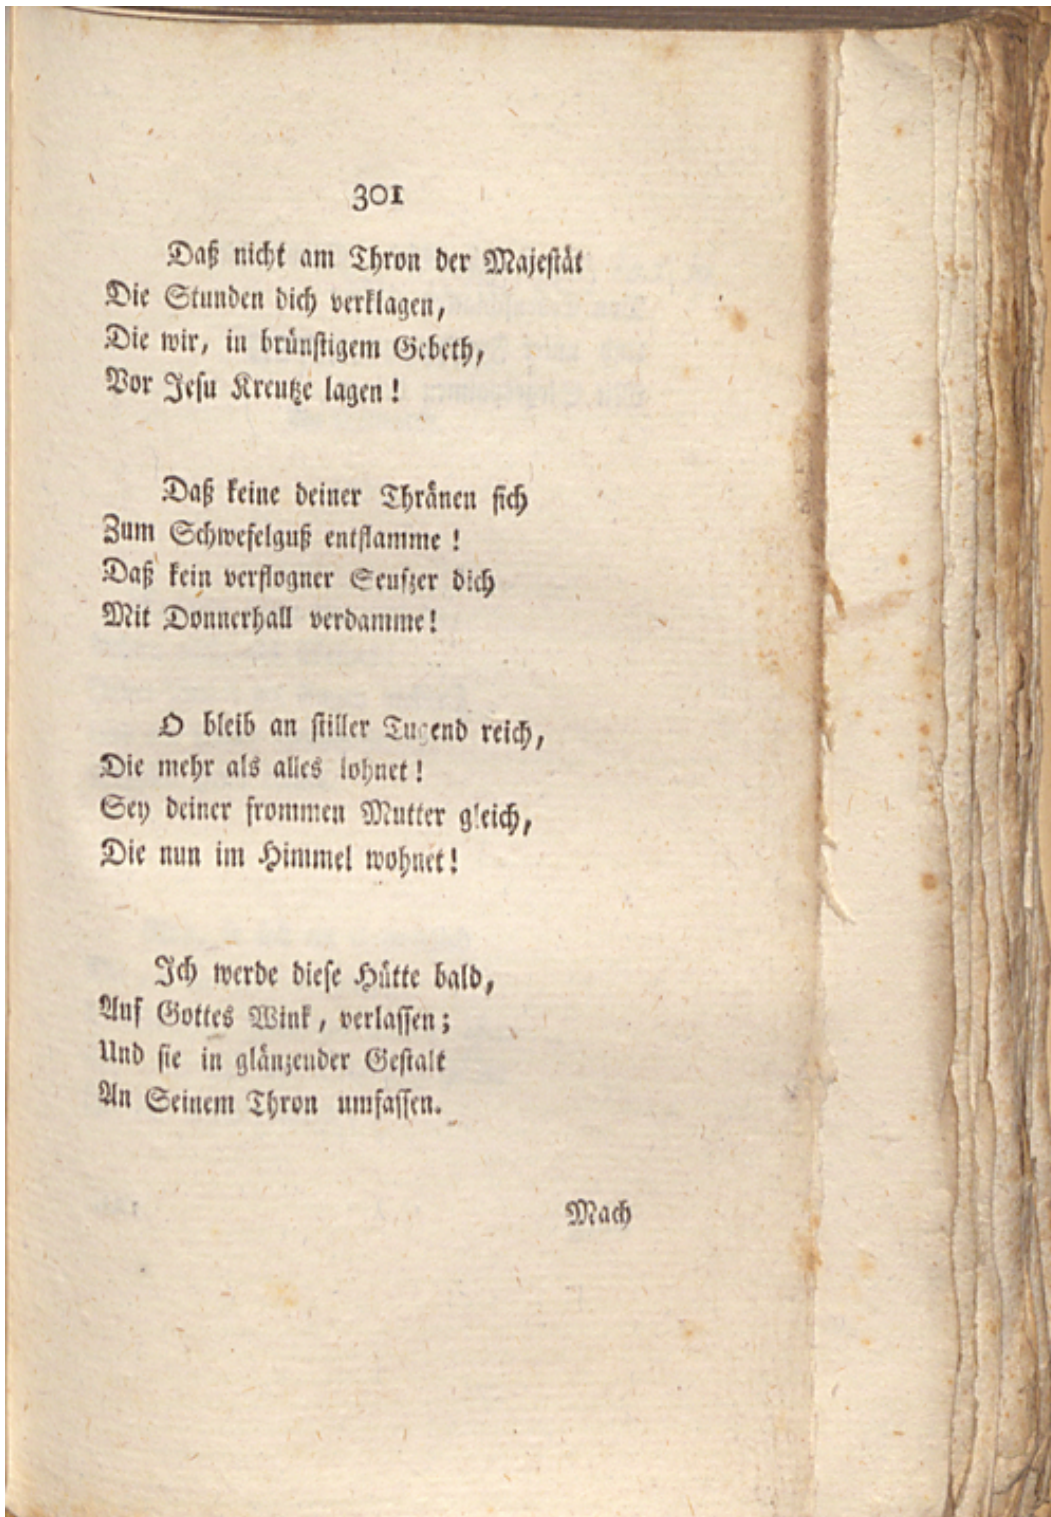 301
Daß nicht am Thron der Majestät
Die Stunden dich verklagen,
Die wir, in brünstigem Gebeth,
Vor Jesu Kreutze lagen!
Daß keine deiner Thränen sich
Zum Schwefelguß entflamme!
Daß kein verflogner Seufzer dich
Mit Donnerhall verdamme!
O bleib an stiller Tugend reich,
Die mehr als alles lohnet!
Sey deiner frommen Mutter gleich,
Die nun im Himmel wohnet!
Ich werde diese Hütte bald,
Auf Gottes Wink, verlassen;
Und sie in glänzender Gestalt
An Seinem Thron umfassen.
Mach